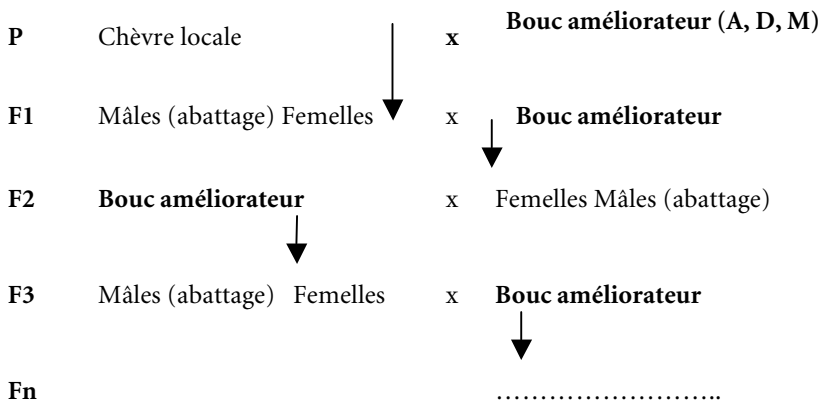 P Chèvre locale x Bouc améliorateur (A, D, M)
F1 Mâles (abattage) Femelles x Bouc améliorateur
F2 Bouc améliorateur x Femelles Mâles (abattage)
F3 Mâles (abattage) Femelles x Bouc améliorateur
Fn ……………………..